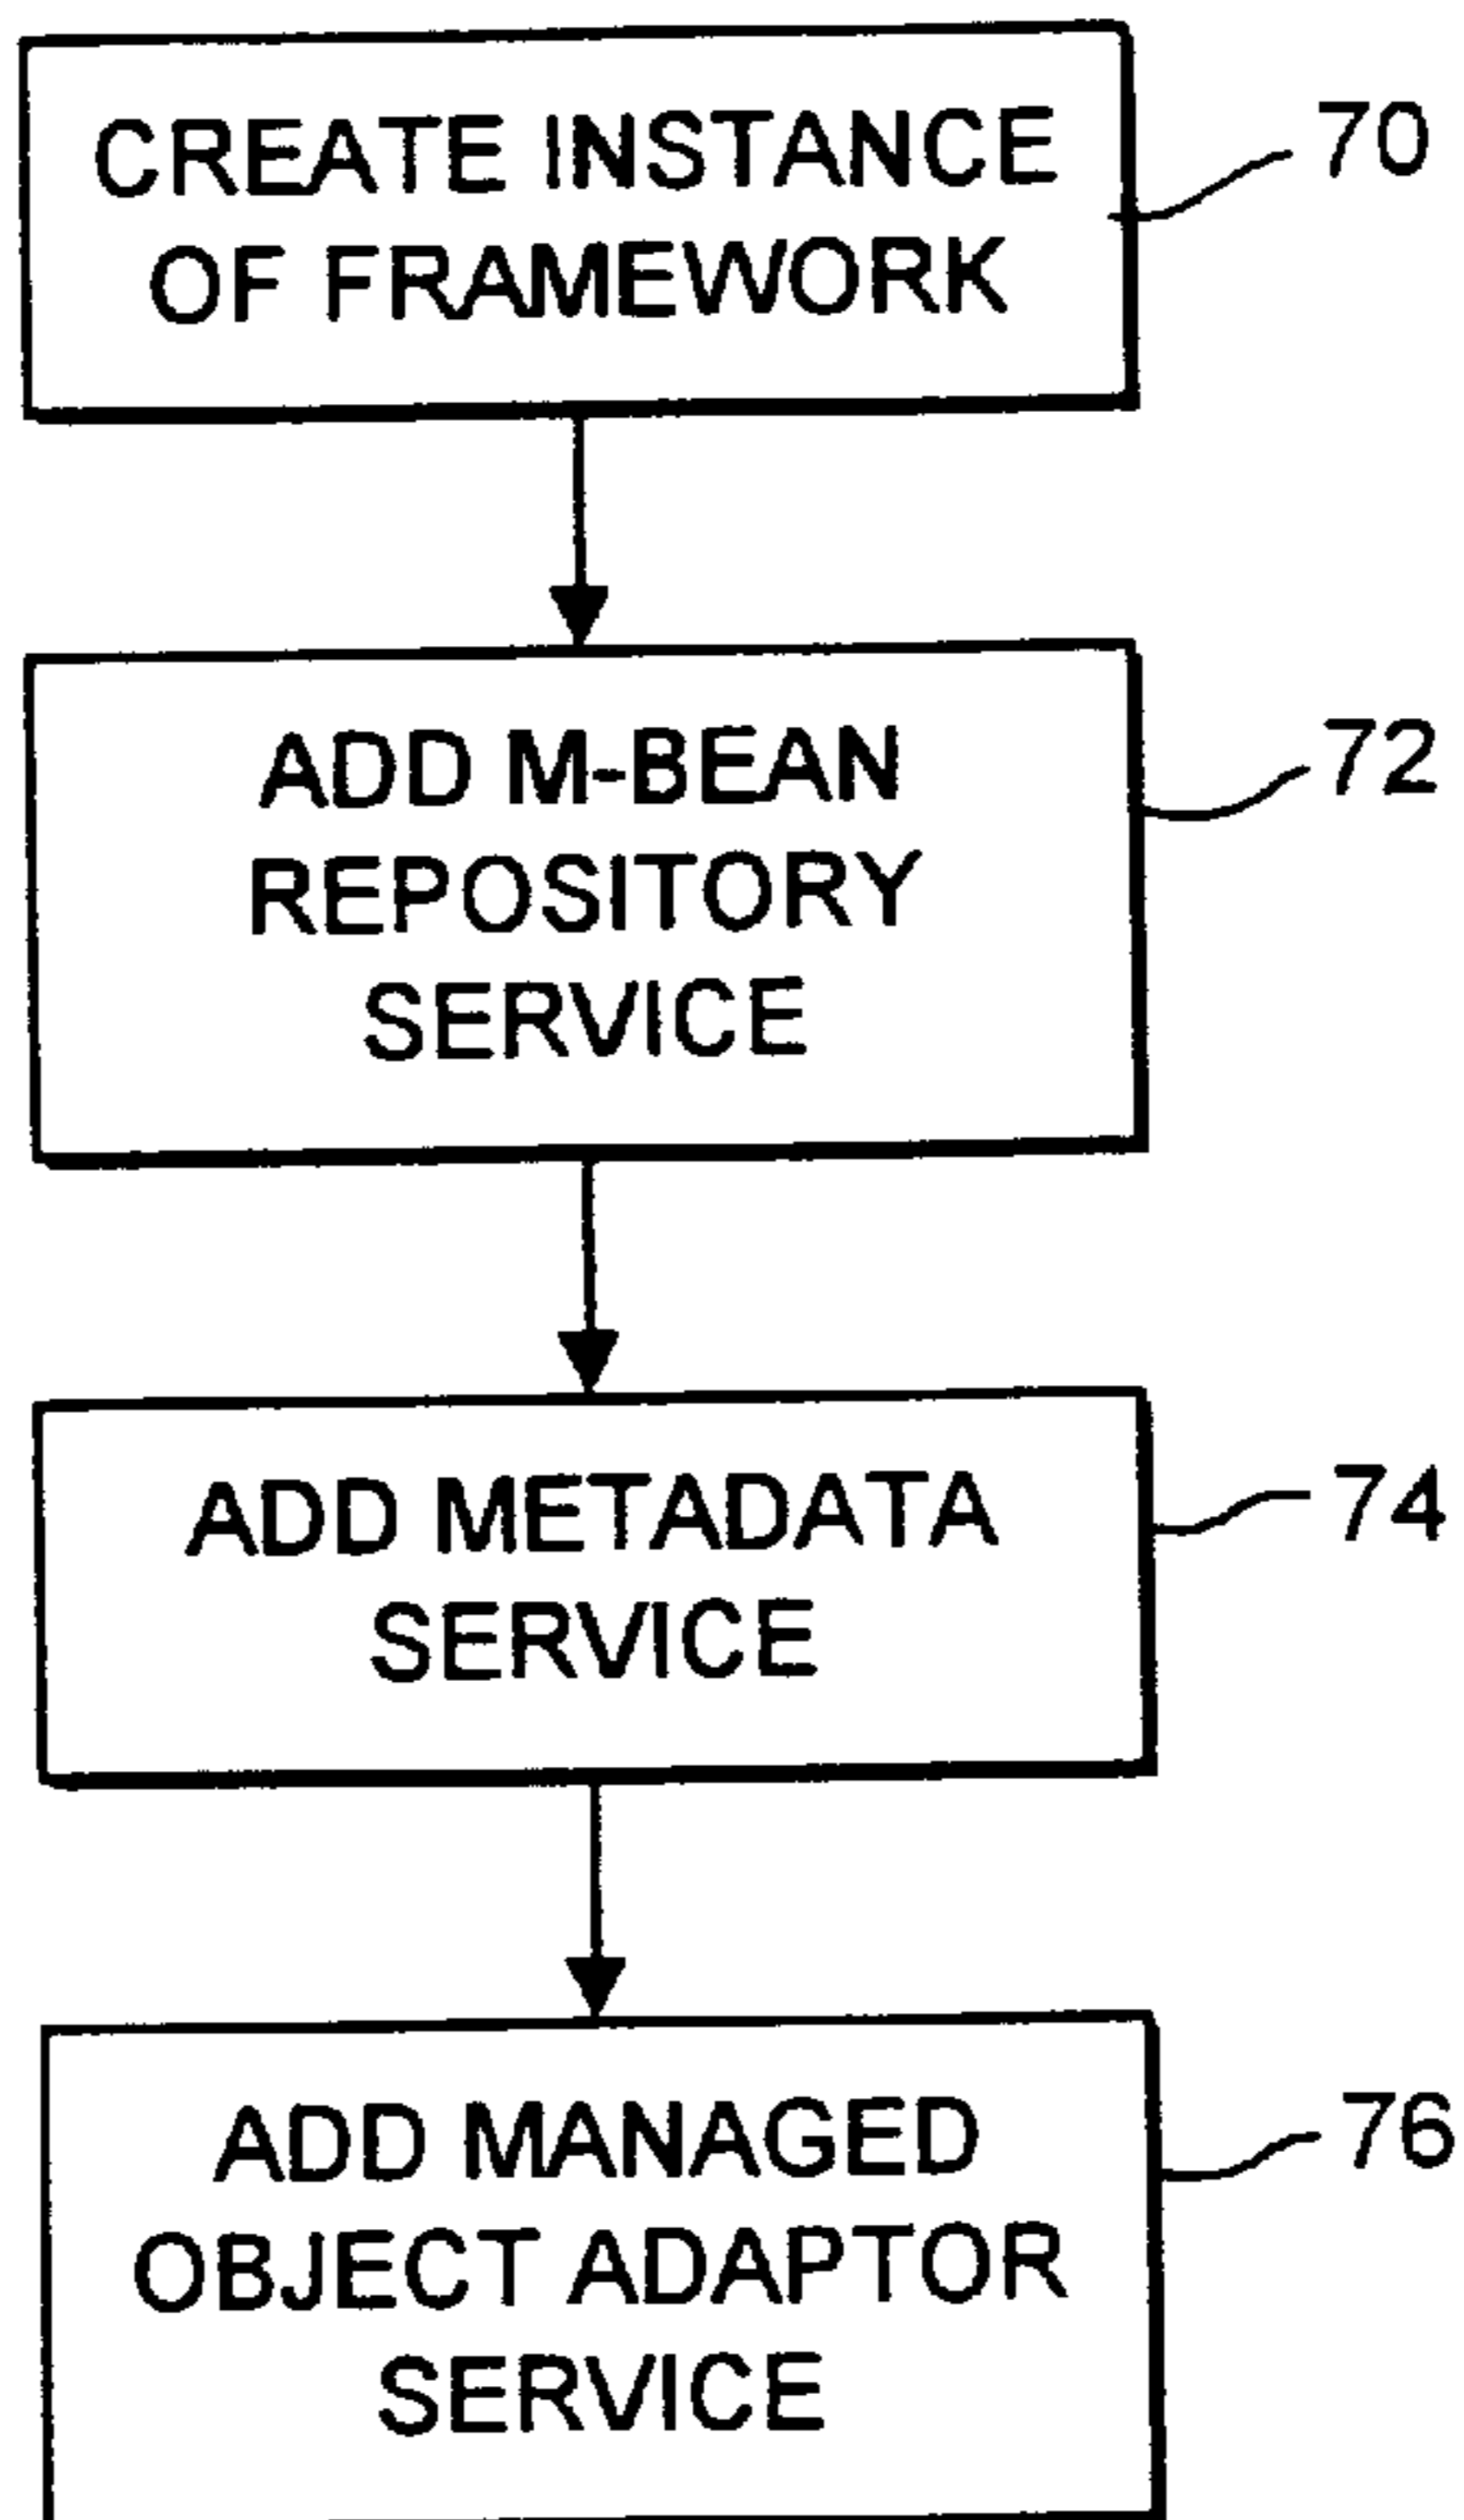 CREATE INSTANCE
OF FRAMEWORK
70
ADD M-BEAN
REPOSITORY
SERVICE
72
ADD METADATA
SERVICE
74
ADD MANAGED
OBJECT ADAPTOR
SERVICE
76